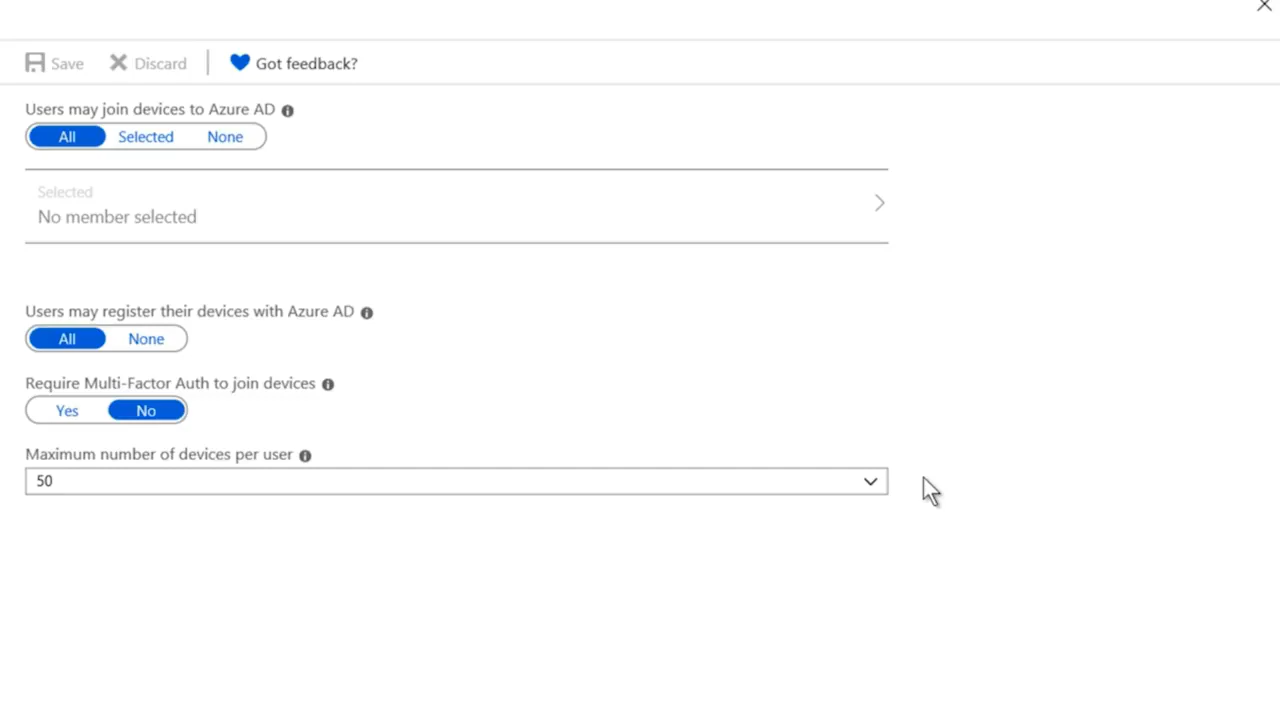 Save Discard Got feedback?
Users may join devices to Azure AD
All Selected None
Selected
No member selected
Users may register their devices with Azure AD
All None
Require Multi-Factor Auth to join devices
Yes No
Maximum number of devices per user
50